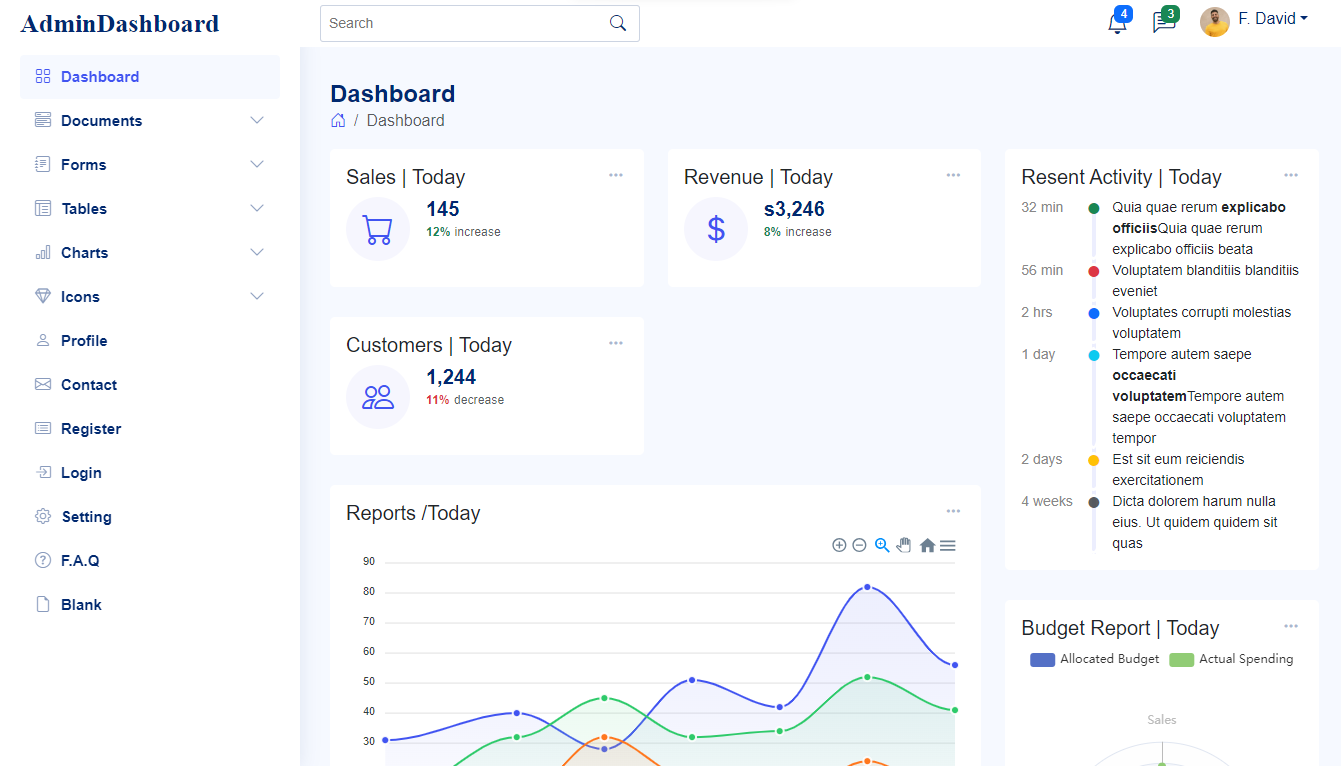 AdminDashboard
Search
4
3
F. David
Dashboard
Documents
Forms
Tables
Charts
Icons
Profile
Contact
Register
Login
Setting
F.A.Q
Blank
Dashboard
/ Dashboard
Sales | Today
145
12% increase
Revenue | Today
$
s3,246
8% increase
Customers | Today
1,244
11% decrease
Reports /Today
90
80
70
60
50
40
30
Resent Activity | Today
32 min
Quia quae rerum explicabo
officiisQuia quae rerum
explicabo officiis beata
56 min
Voluptatem blanditiis blanditiis
eveniet
2 hrs
Voluptates corrupti molestias
voluptatem
1 day
Tempore autem saepe
occaecati
voluptatemTempore autem
saepe occaecati voluptatem
tempor
2 days
Est sit eum reiciendis
exercitationem
4 weeks
Dicta dolorem harum nulla
eius. Ut quidem quidem sit
quas
Budget Report | Today
Allocated Budget
Actual Spending
Sales